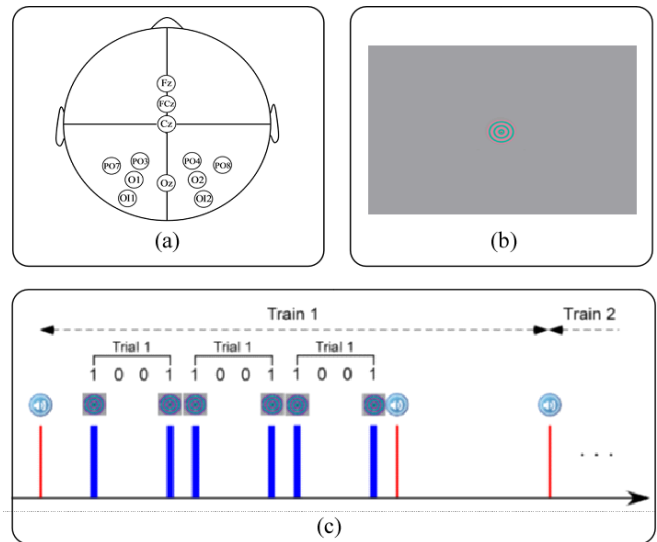 Fz
FCz
Cz
PO7 PO3 PO4 PO8
O1 Oz O2
OI1 OI2
(a)
(b)
Train 1 Train 2
Trial 1 Trial 1 Trial 1
1 0 0 1 1 0 0 1 1 0 0 1
. . .
(c)